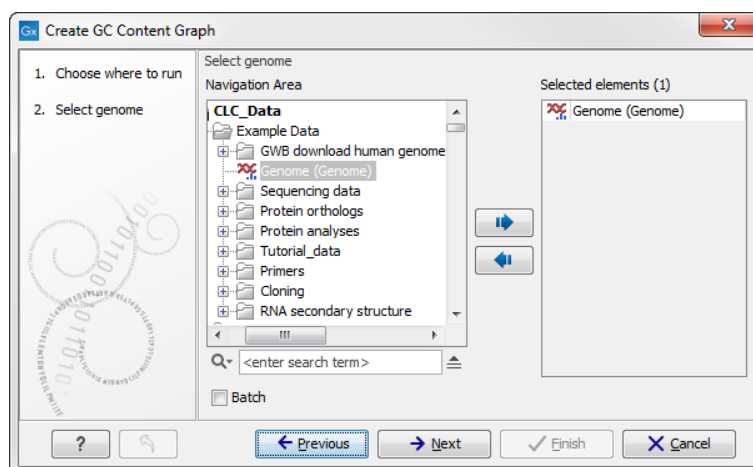 Gx Create GC Content Graph
1. Choose where to run
2. Select genome
Select genome
Navigation Area
CLC_Data
Example Data
GWB download human genome
Genome (Genome)
Sequencing data
Protein orthologs
Protein analyses
Tutorial_data
Primers
Cloning
RNA secondary structure
<enter search term>
Batch
Selected elements (1)
Genome (Genome)
?
Previous
Next
Finish
Cancel